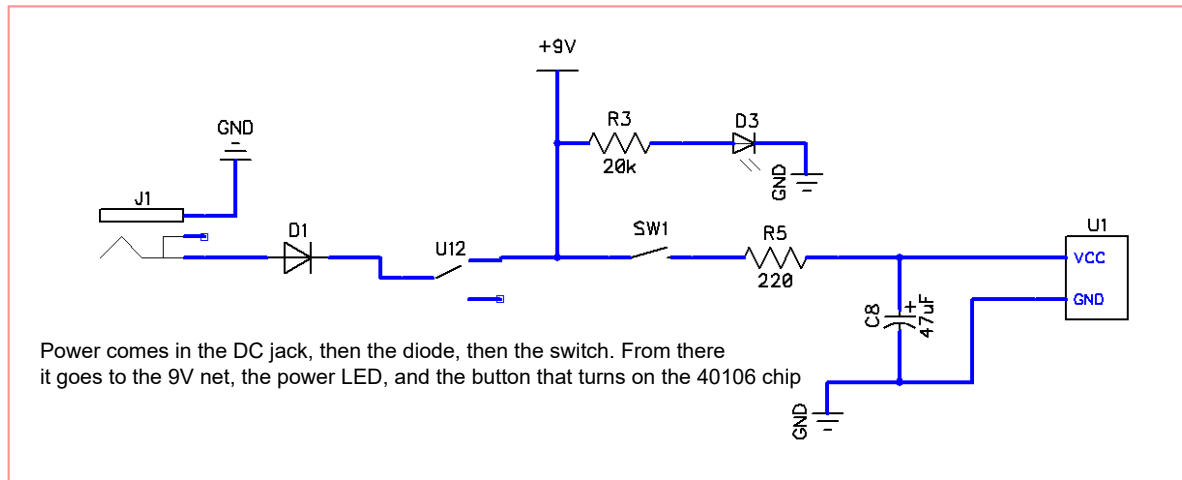 +9V
R3
D3
GND
20k
GND
J1
SW1
R5
U1
D1
U12
VCC
220
GND
C8
47uF
+
Power comes in the DC jack, then the diode, then the switch. From there
it goes to the 9V net, the power LED, and the button that turns on the 40106 chip
GND